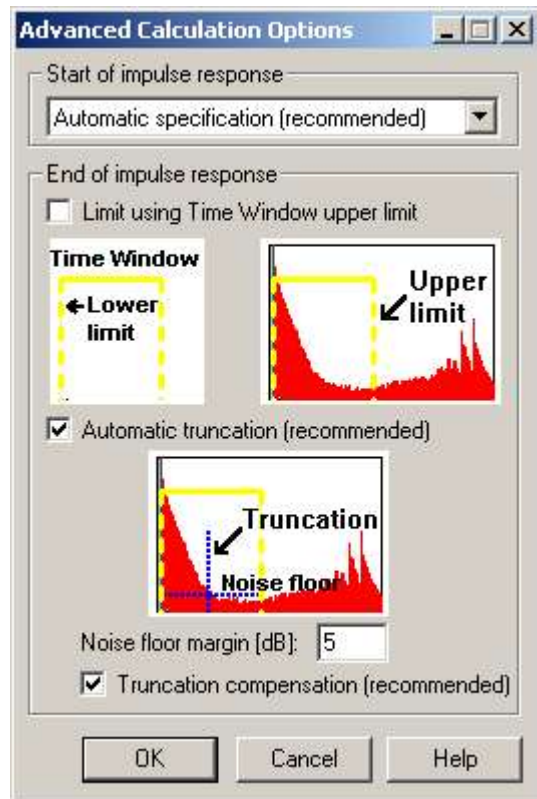 Advanced Calculation Options
Start of impulse response
Automatic specification (recommended)
End of impulse response
Limit using Time Window upper limit
Time Window
Lower
limit
Upper
limit
Automatic truncation (recommended)
Truncation
Noise floor
Noise floor margin [dB]: 5
Truncation compensation (recommended)
OK Cancel Help